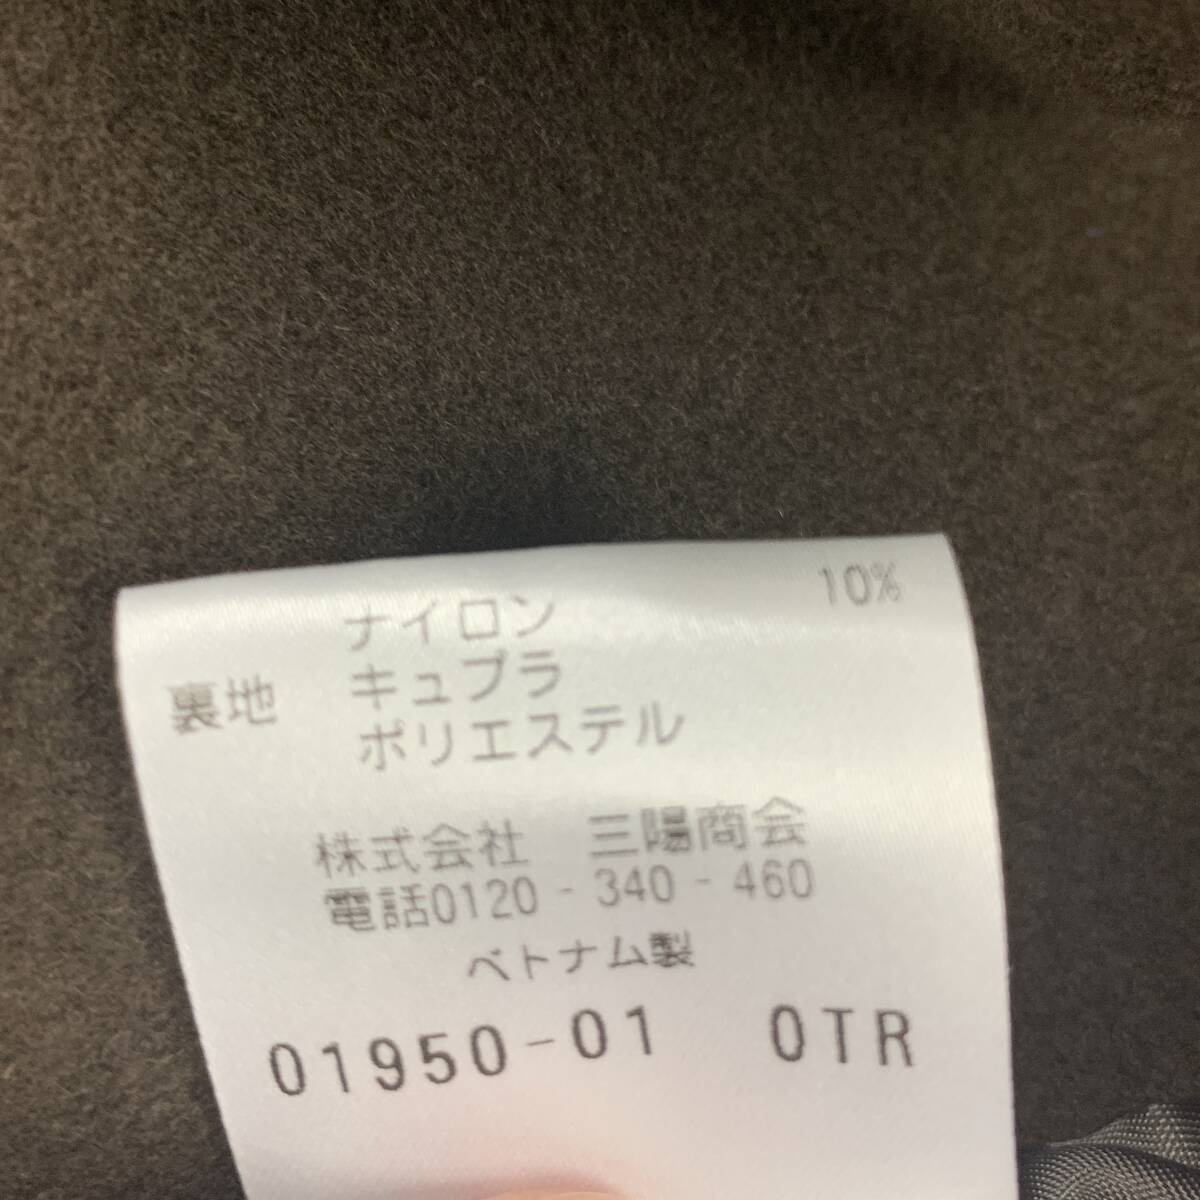 ナイロン 10%
裏地 キュプラ
ポリエステル
株式会社 三陽商会
電話0120-340-460
ベトナム製
01950-01 0TR